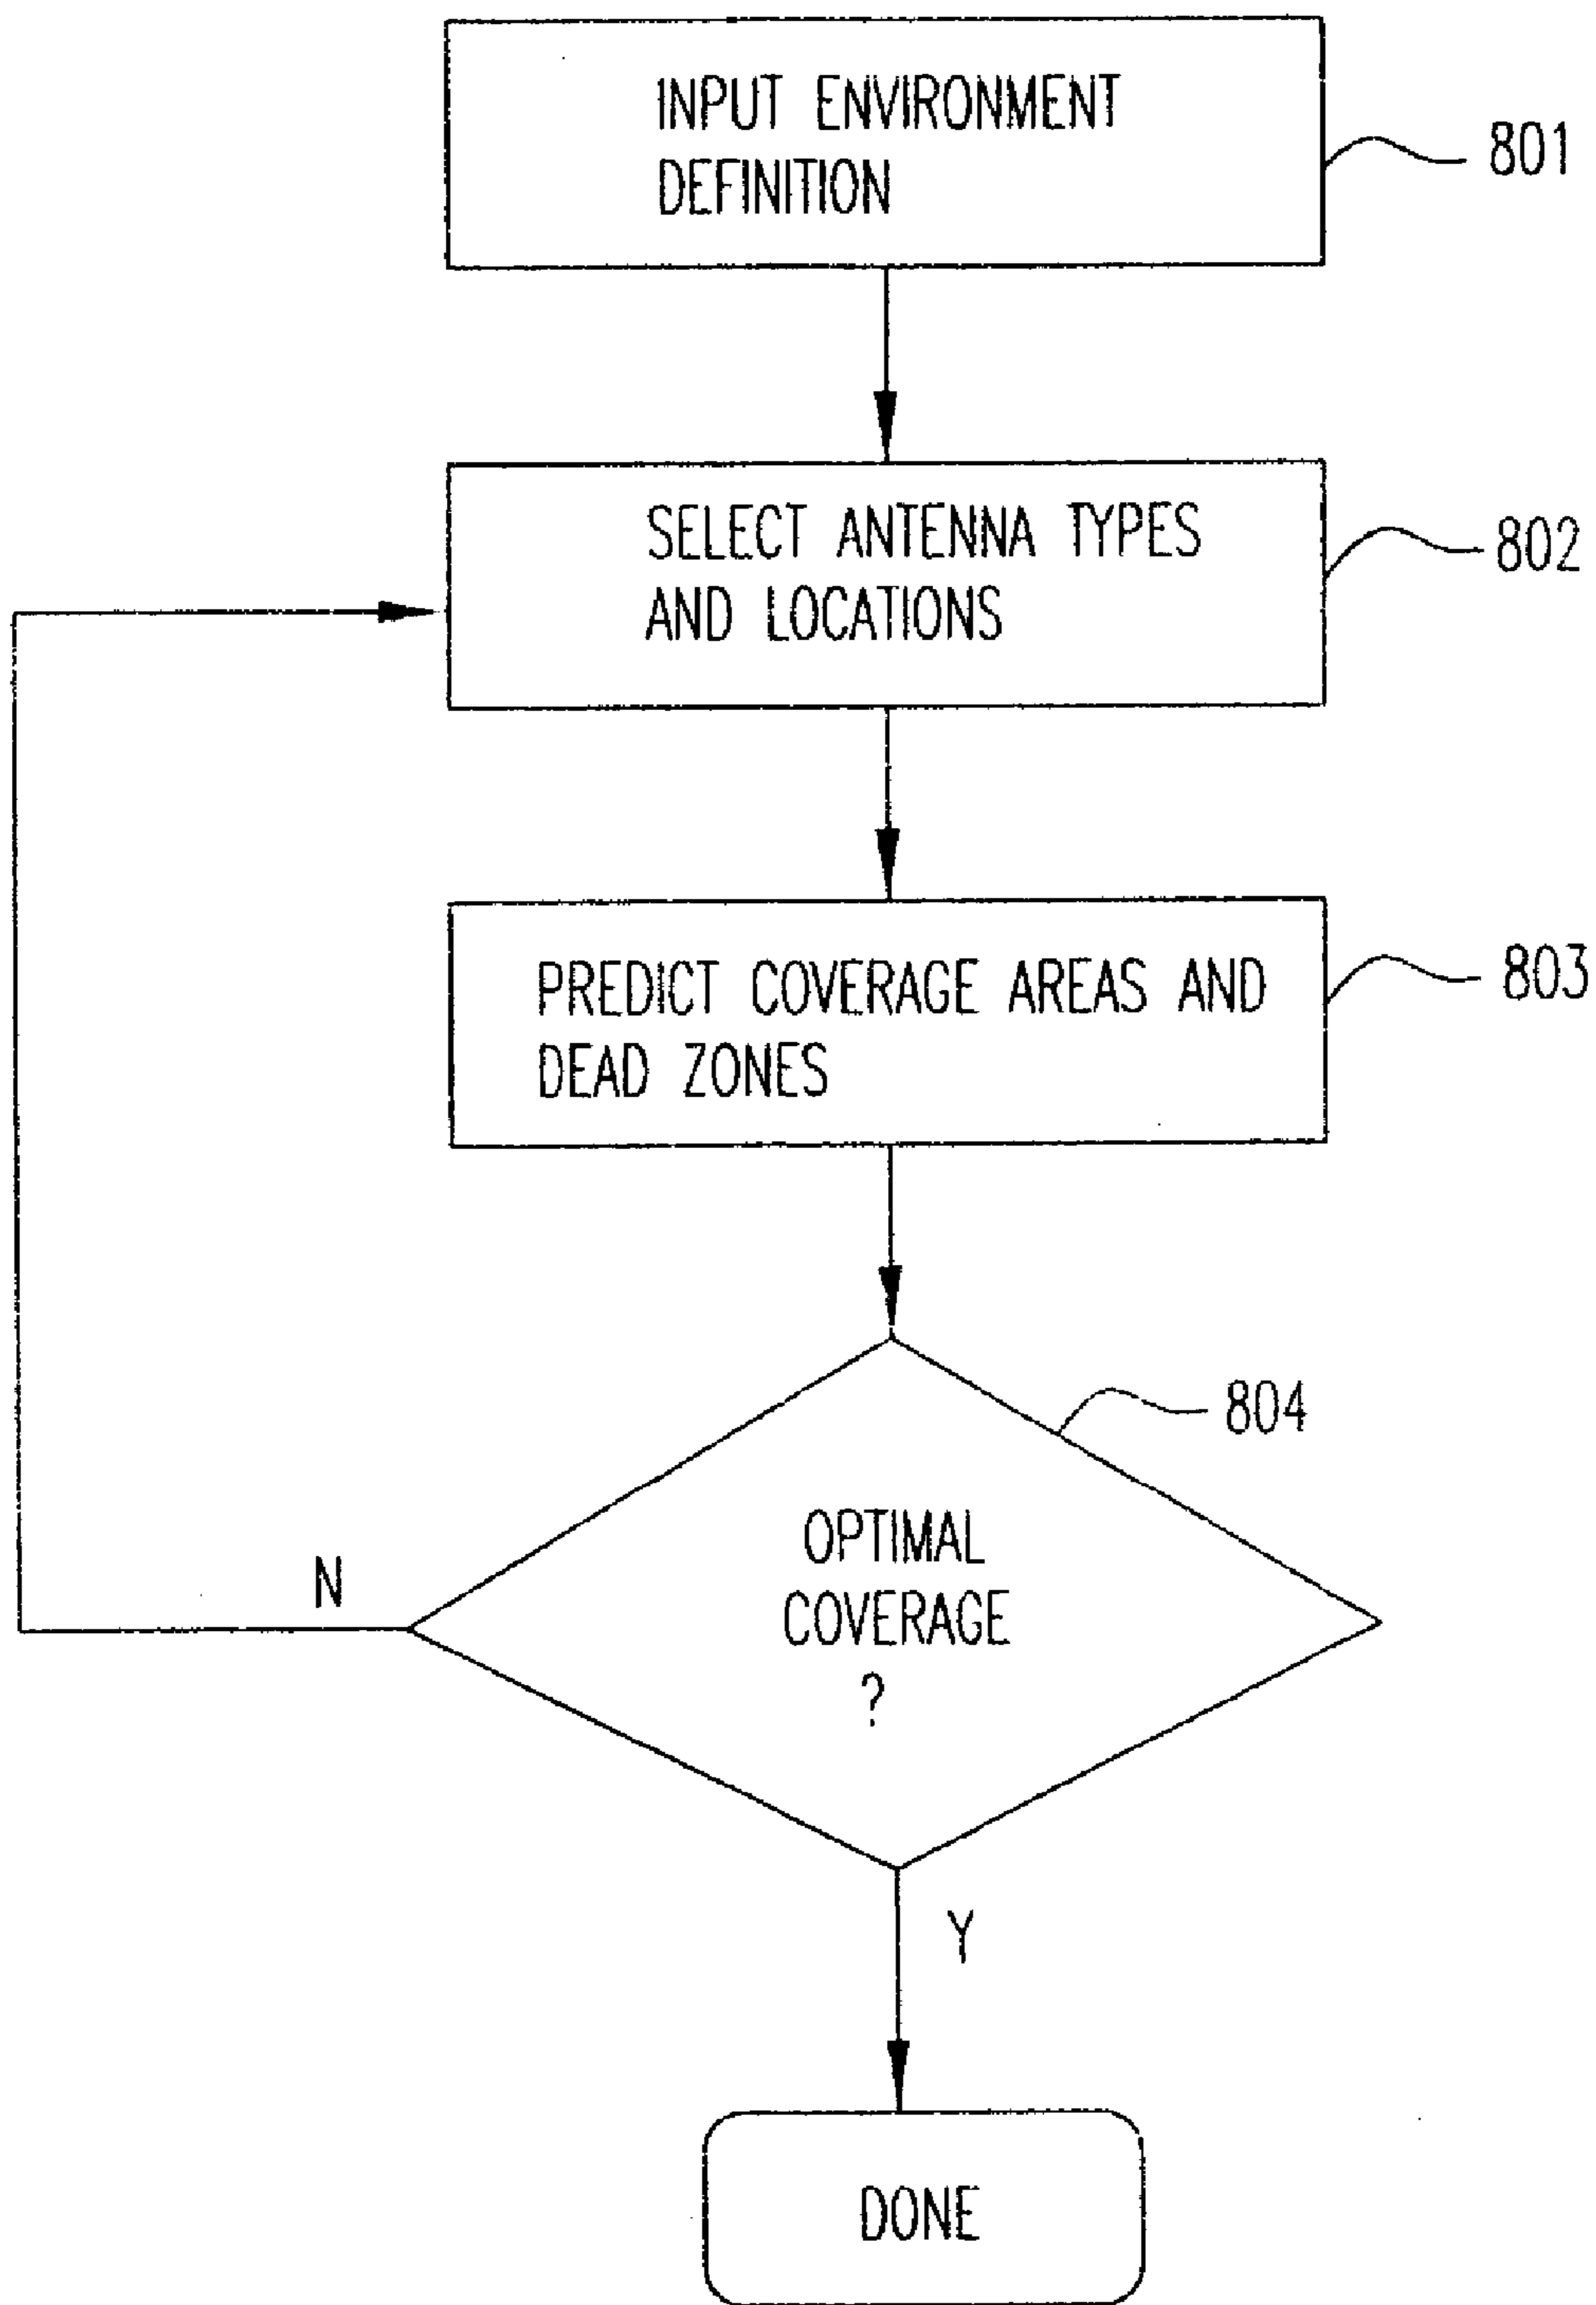 INPUT ENVIRONMENT
DEFINITION
801
SELECT ANTENNA TYPES
AND LOCATIONS
802
PREDICT COVERAGE AREAS AND
DEAD ZONES
803
804
OPTIMAL
COVERAGE
?
N
Y
DONE